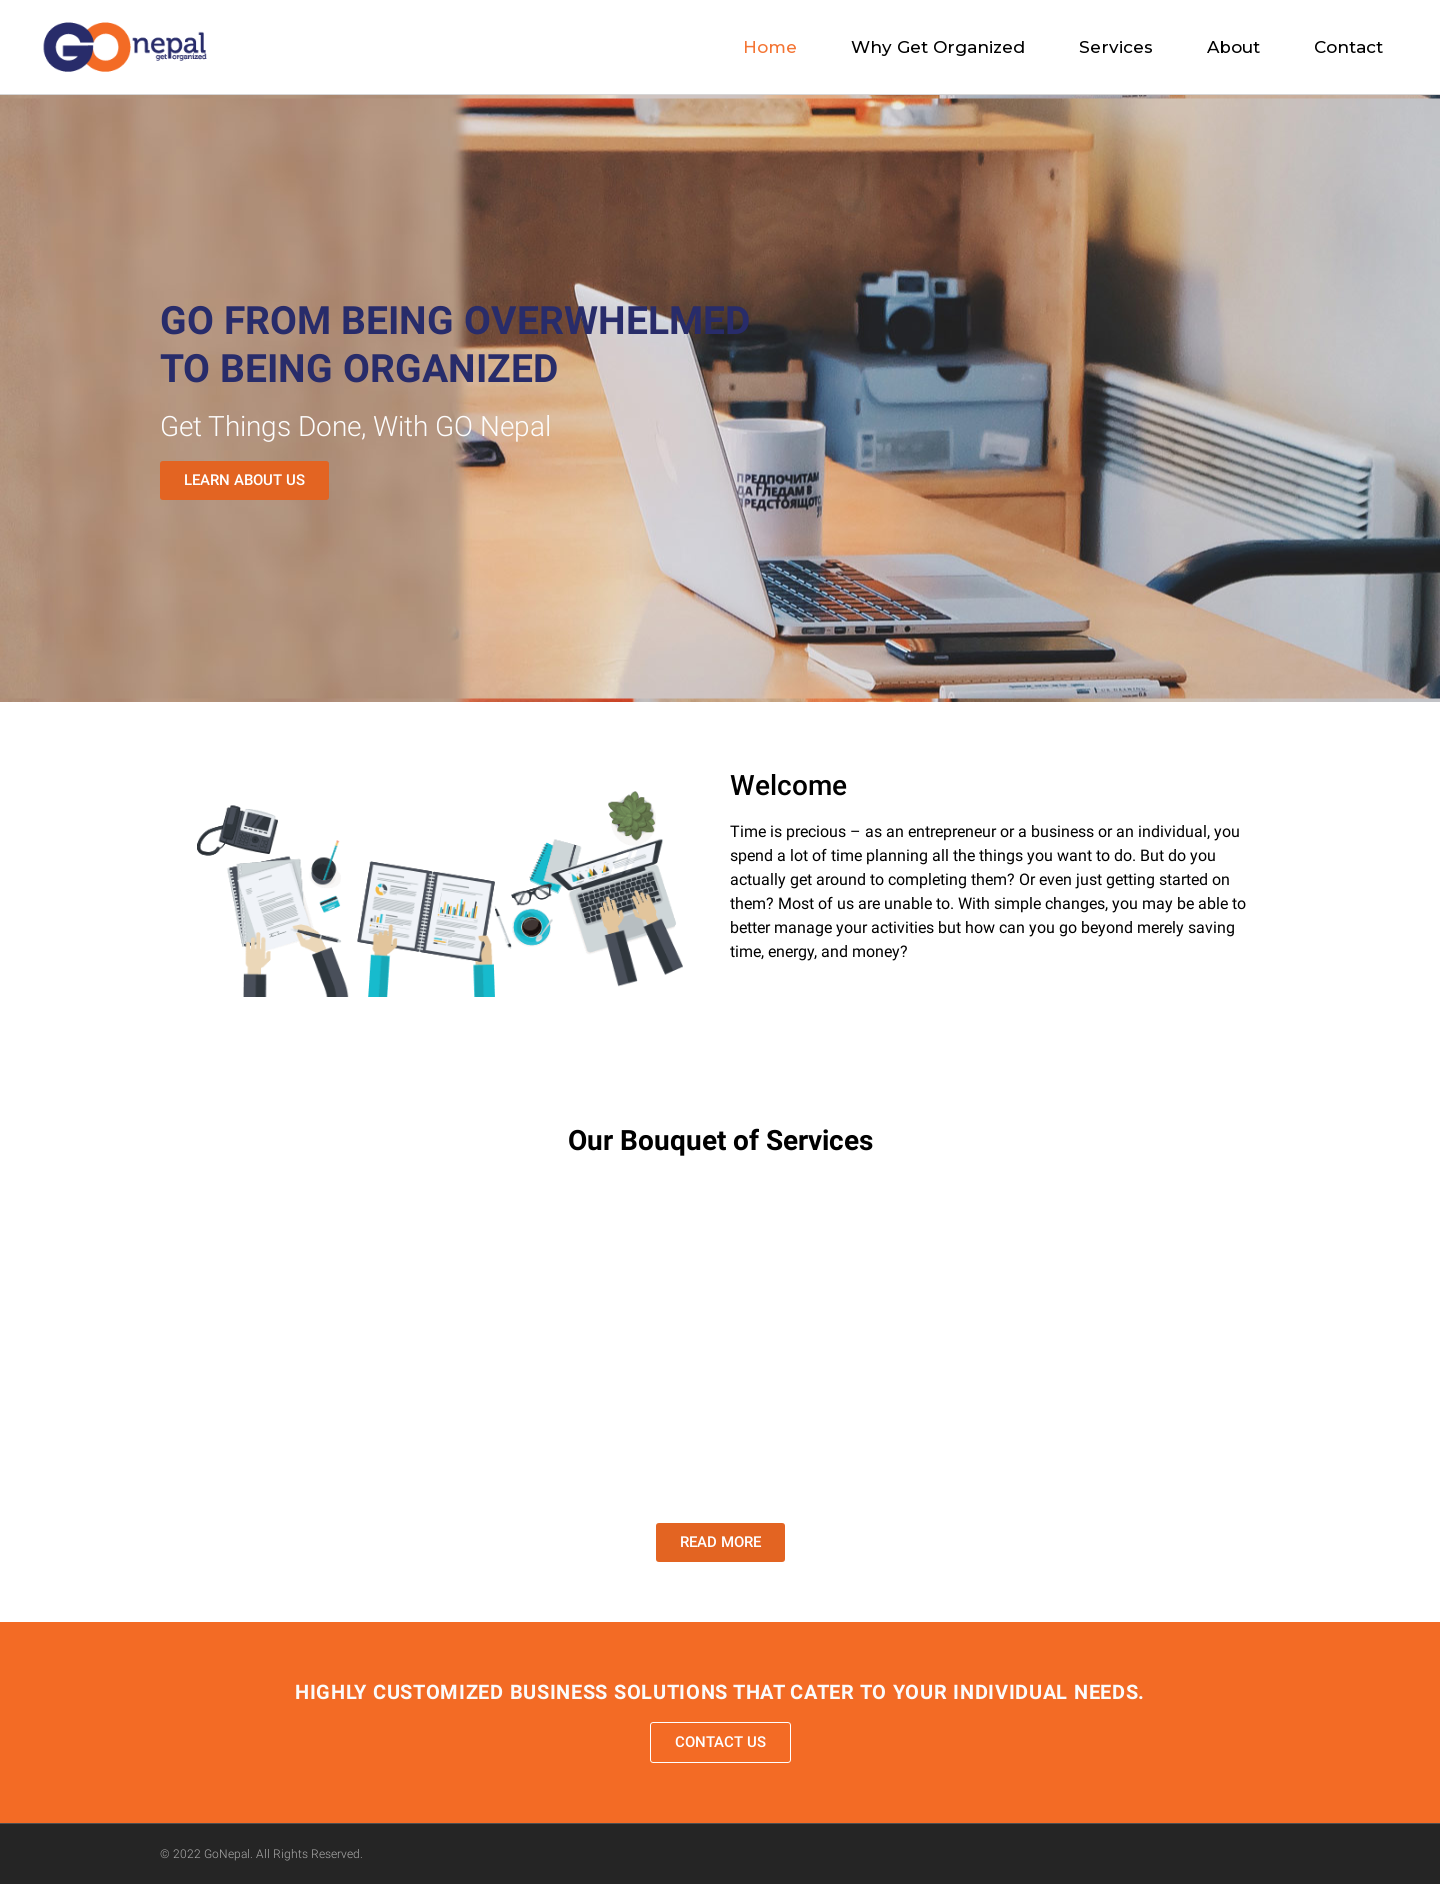 GO nepal
get organized
Home Why Get Organized Services About Contact
GO FROM BEING OVERWHELMED
TO BEING ORGANIZED
Get Things Done, With GO Nepal
LEARN ABOUT US
ПРЕДПОЧИТАМ
ДА ГЛЕДАМ В
ПРЕДСТОЯЩОТО
Welcome
Time is precious – as an entrepreneur or a business or an individual, you
spend a lot of time planning all the things you want to do. But do you
actually get around to completing them? Or even just getting started on
them? Most of us are unable to. With simple changes, you may be able to
better manage your activities but how can you go beyond merely saving
time, energy, and money?
Our Bouquet of Services
READ MORE
HIGHLY CUSTOMIZED BUSINESS SOLUTIONS THAT CATER TO YOUR INDIVIDUAL NEEDS.
CONTACT US
© 2022 GoNepal. All Rights Reserved.